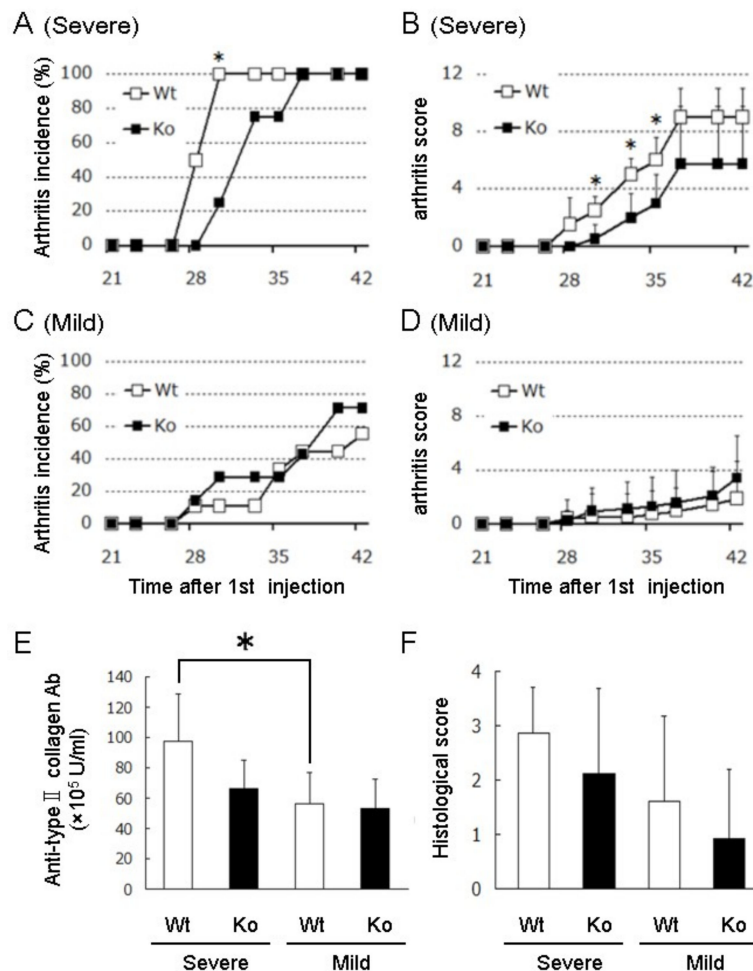 A (Severe)
Arthritis incidence (%)
100
80
60
40
20
0
Wt
Ko
*
21 28 35 42
B (Severe)
arthritis score
12
8
4
0
Wt
Ko
* * *
21 28 35 42
C (Mild)
Arthritis incidence (%)
100
80
60
40
20
0
Wt
Ko
21 28 35 42
Time after 1st injection
D (Mild)
arthritis score
12
8
4
0
Wt
Ko
21 28 35 42
Time after 1st injection
E
Anti-type Ⅱ collagen Ab
(×10⁵ U/ml)
140
120
100
80
60
40
20
0
*
Wt Ko Wt Ko
Severe Mild
F
Histological score
4
3
2
1
0
Wt Ko Wt Ko
Severe Mild